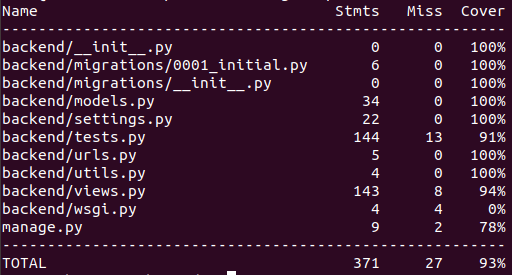 Name Stmts Miss Cover
--------------------------------------------------------
backend/__init__.py 0 0 100%
backend/migrations/0001_initial.py 6 0 100%
backend/migrations/__init__.py 0 0 100%
backend/models.py 34 0 100%
backend/settings.py 22 0 100%
backend/tests.py 144 13 91%
backend/urls.py 5 0 100%
backend/utils.py 4 0 100%
backend/views.py 143 8 94%
backend/wsgi.py 4 4 0%
manage.py 9 2 78%
--------------------------------------------------------
TOTAL 371 27 93%